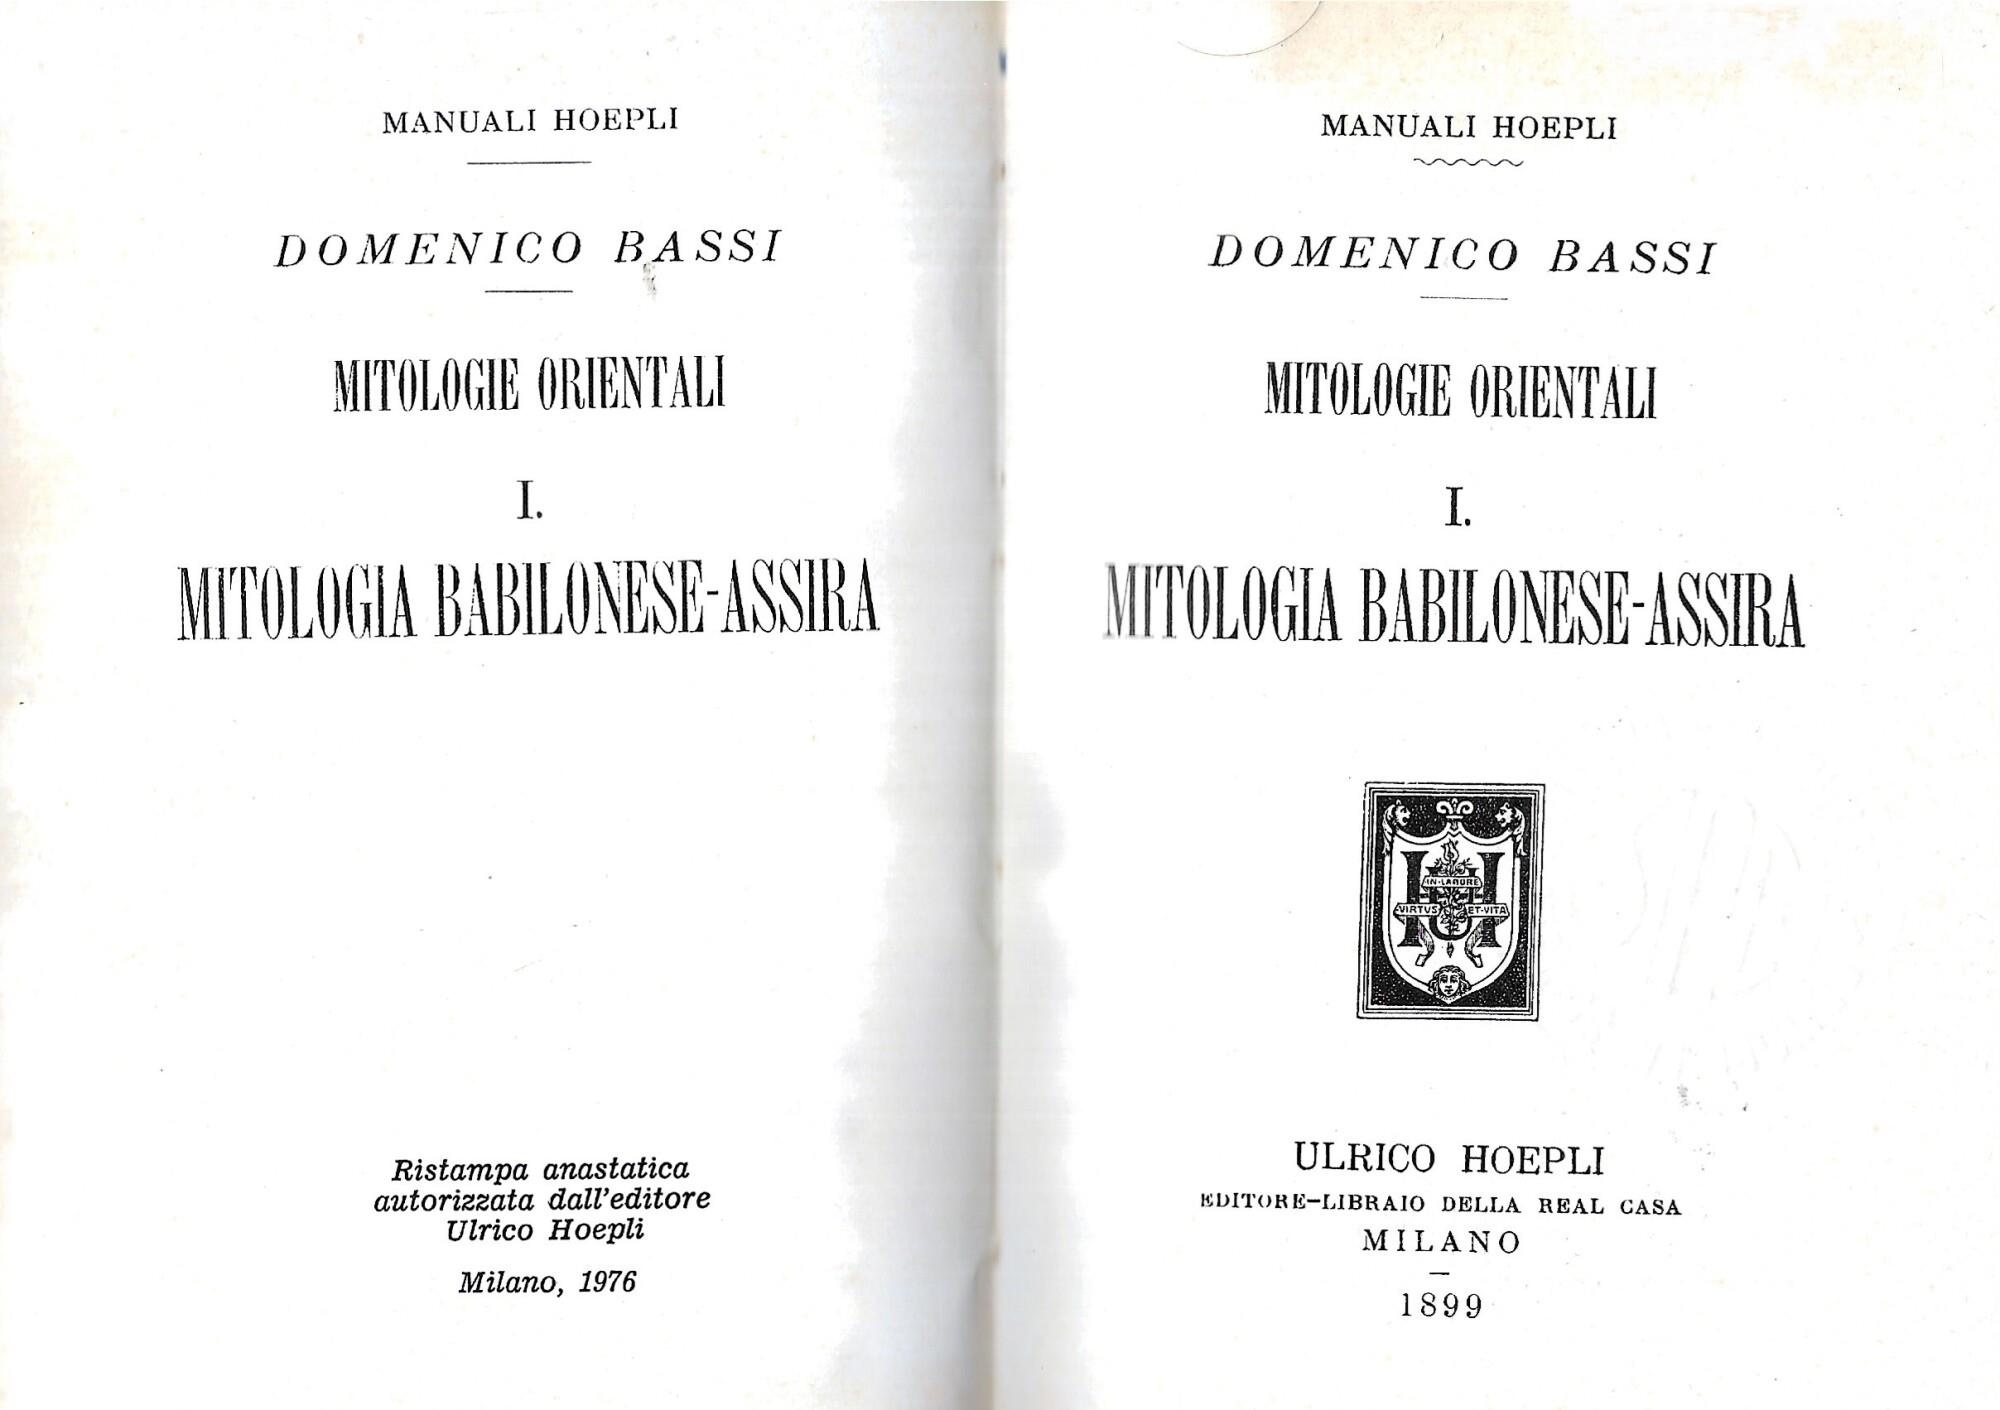 MANUALI HOEPLI
DOMENICO BASSI
MITOLOGIE ORIENTALI
I.
MITOLOGIA BABILONESE-ASSIRA
Ristampa anastatica
autorizzata dall'editore
Ulrico Hoepli
Milano, 1976
MANUALI HOEPLI
DOMENICO BASSI
MITOLOGIE ORIENTALI
I.
MITOLOGIA BABILONESE-ASSIRA
UH
IN·LABORE
VIRTUS ET·VITA
ULRICO HOEPLI
EDITORE-LIBRAIO DELLA REAL CASA
MILANO
1899